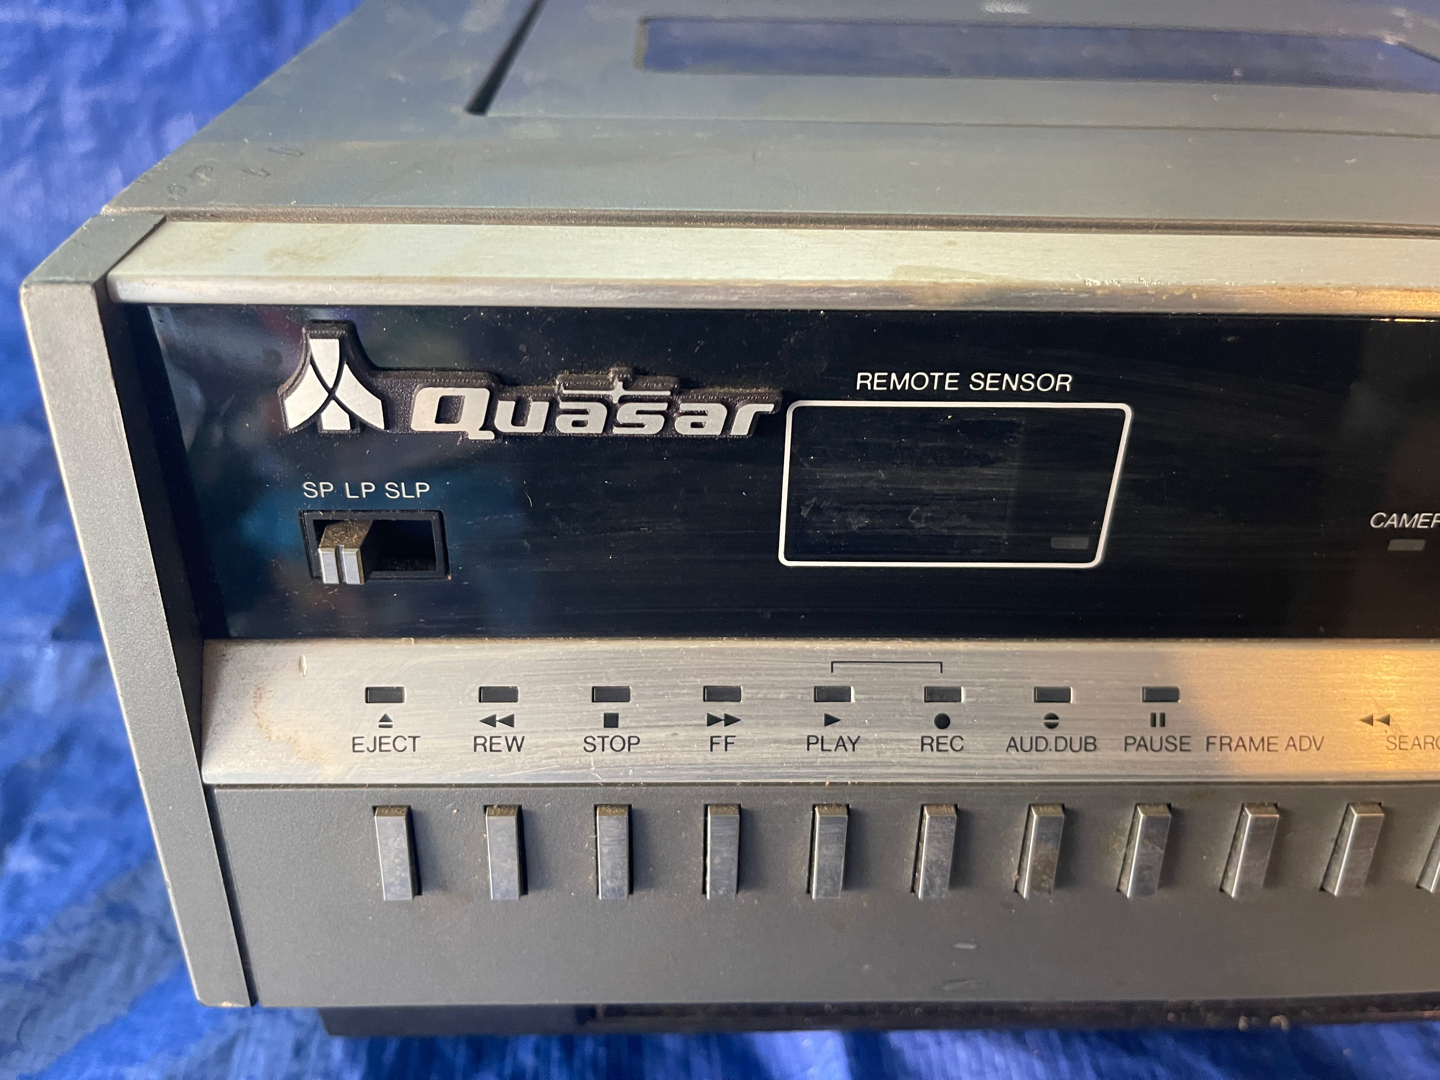 Quasar
REMOTE SENSOR
SP LP SLP
EJECT REW STOP FF PLAY REC AUD.DUB PAUSE FRAME ADV